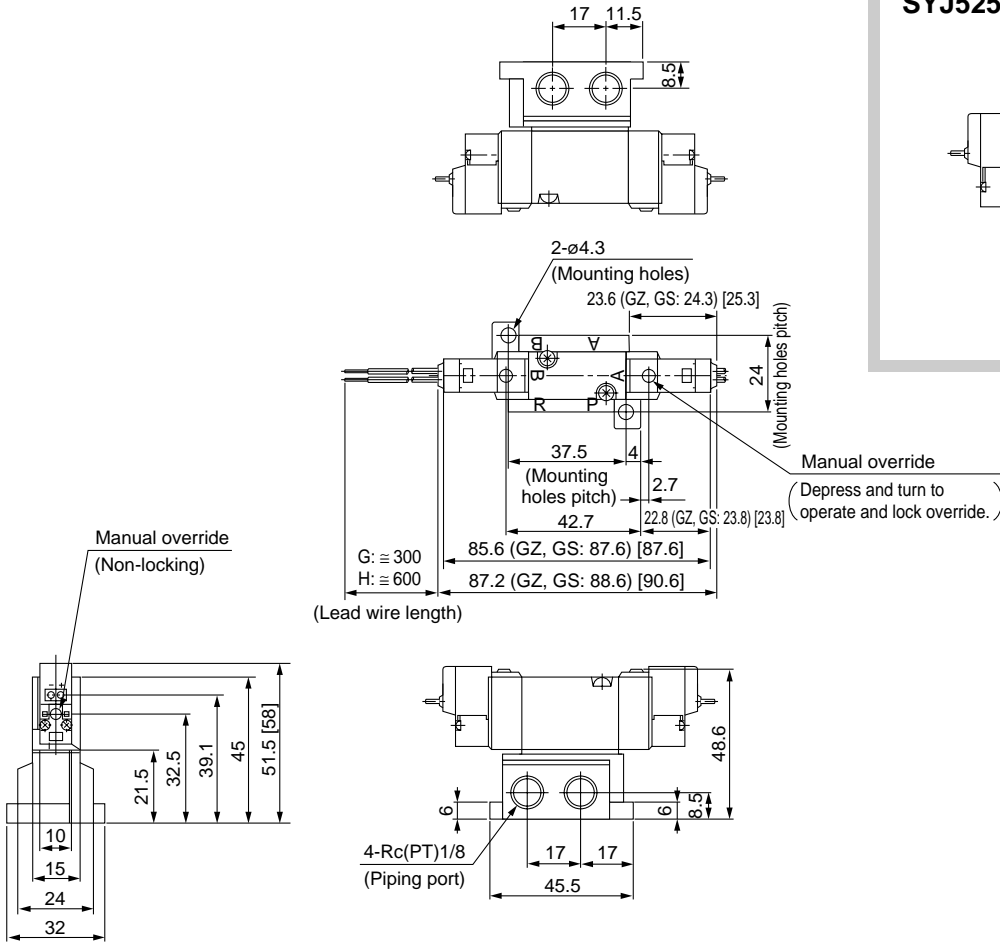 SYJ525
17
11.5
8.5
2-ø4.3
(Mounting holes)
23.6 (GZ, GS: 24.3) [25.3]
B
A
B
A
R
P
24
(Mounting holes pitch)
37.5
4
(Mounting
holes pitch)
2.7
42.7
22.8 (GZ, GS: 23.8) [23.8]
85.6 (GZ, GS: 87.6) [87.6]
87.2 (GZ, GS: 88.6) [90.6]
G: ≅300
H: ≅600
(Lead wire length)
Manual override
(Depress and turn to
operate and lock override.)
Manual override
(Non-locking)
- +
21.5
32.5
39.1
45
51.5 [58]
10
15
24
32
48.6
6
6
8.5
4-Rc(PT)1/8
(Piping port)
17
17
45.5